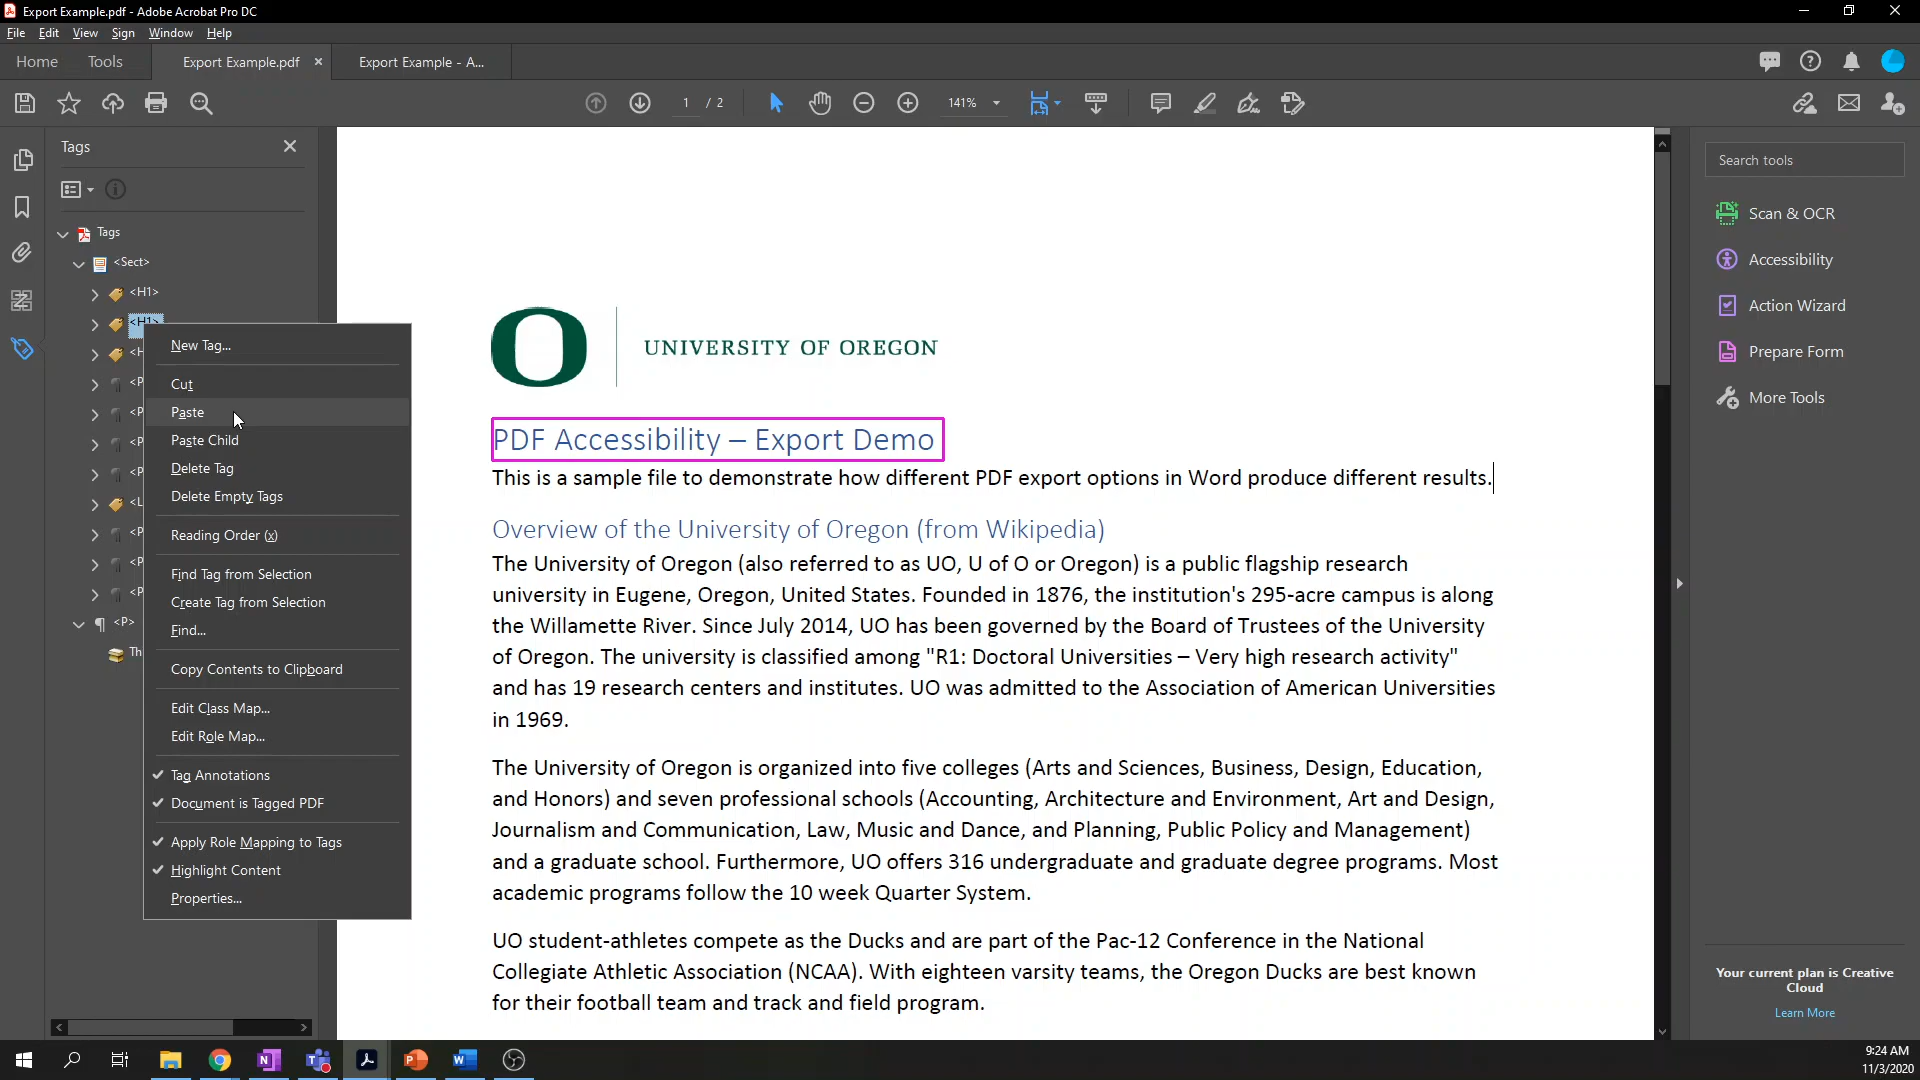 Export Example.pdf - Adobe Acrobat Pro DC
File Edit View Sign Window Help
Home Tools Export Example.pdf × Export Example - A...
1 / 2 141%
Tags
Tags
<Sect>
<H1>
<H1>
<H
<P
<P
<P
<P
<L
<P
<P
<P
<P>
Th
New Tag...
Cut
Paste
Paste Child
Delete Tag
Delete Empty Tags
Reading Order (x)
Find Tag from Selection
Create Tag from Selection
Find...
Copy Contents to Clipboard
Edit Class Map...
Edit Role Map...
Tag Annotations
Document is Tagged PDF
Apply Role Mapping to Tags
Highlight Content
Properties...
O UNIVERSITY OF OREGON
PDF Accessibility – Export Demo
This is a sample file to demonstrate how different PDF export options in Word produce different results.
Overview of the University of Oregon (from Wikipedia)
The University of Oregon (also referred to as UO, U of O or Oregon) is a public flagship research
university in Eugene, Oregon, United States. Founded in 1876, the institution's 295-acre campus is along
the Willamette River. Since July 2014, UO has been governed by the Board of Trustees of the University
of Oregon. The university is classified among "R1: Doctoral Universities – Very high research activity"
and has 19 research centers and institutes. UO was admitted to the Association of American Universities
in 1969.
The University of Oregon is organized into five colleges (Arts and Sciences, Business, Design, Education,
and Honors) and seven professional schools (Accounting, Architecture and Environment, Art and Design,
Journalism and Communication, Law, Music and Dance, and Planning, Public Policy and Management)
and a graduate school. Furthermore, UO offers 316 undergraduate and graduate degree programs. Most
academic programs follow the 10 week Quarter System.
UO student-athletes compete as the Ducks and are part of the Pac-12 Conference in the National
Collegiate Athletic Association (NCAA). With eighteen varsity teams, the Oregon Ducks are best known
for their football team and track and field program.
Search tools
Scan & OCR
Accessibility
Action Wizard
Prepare Form
More Tools
Your current plan is Creative
Cloud
Learn More
9:24 AM
11/3/2020